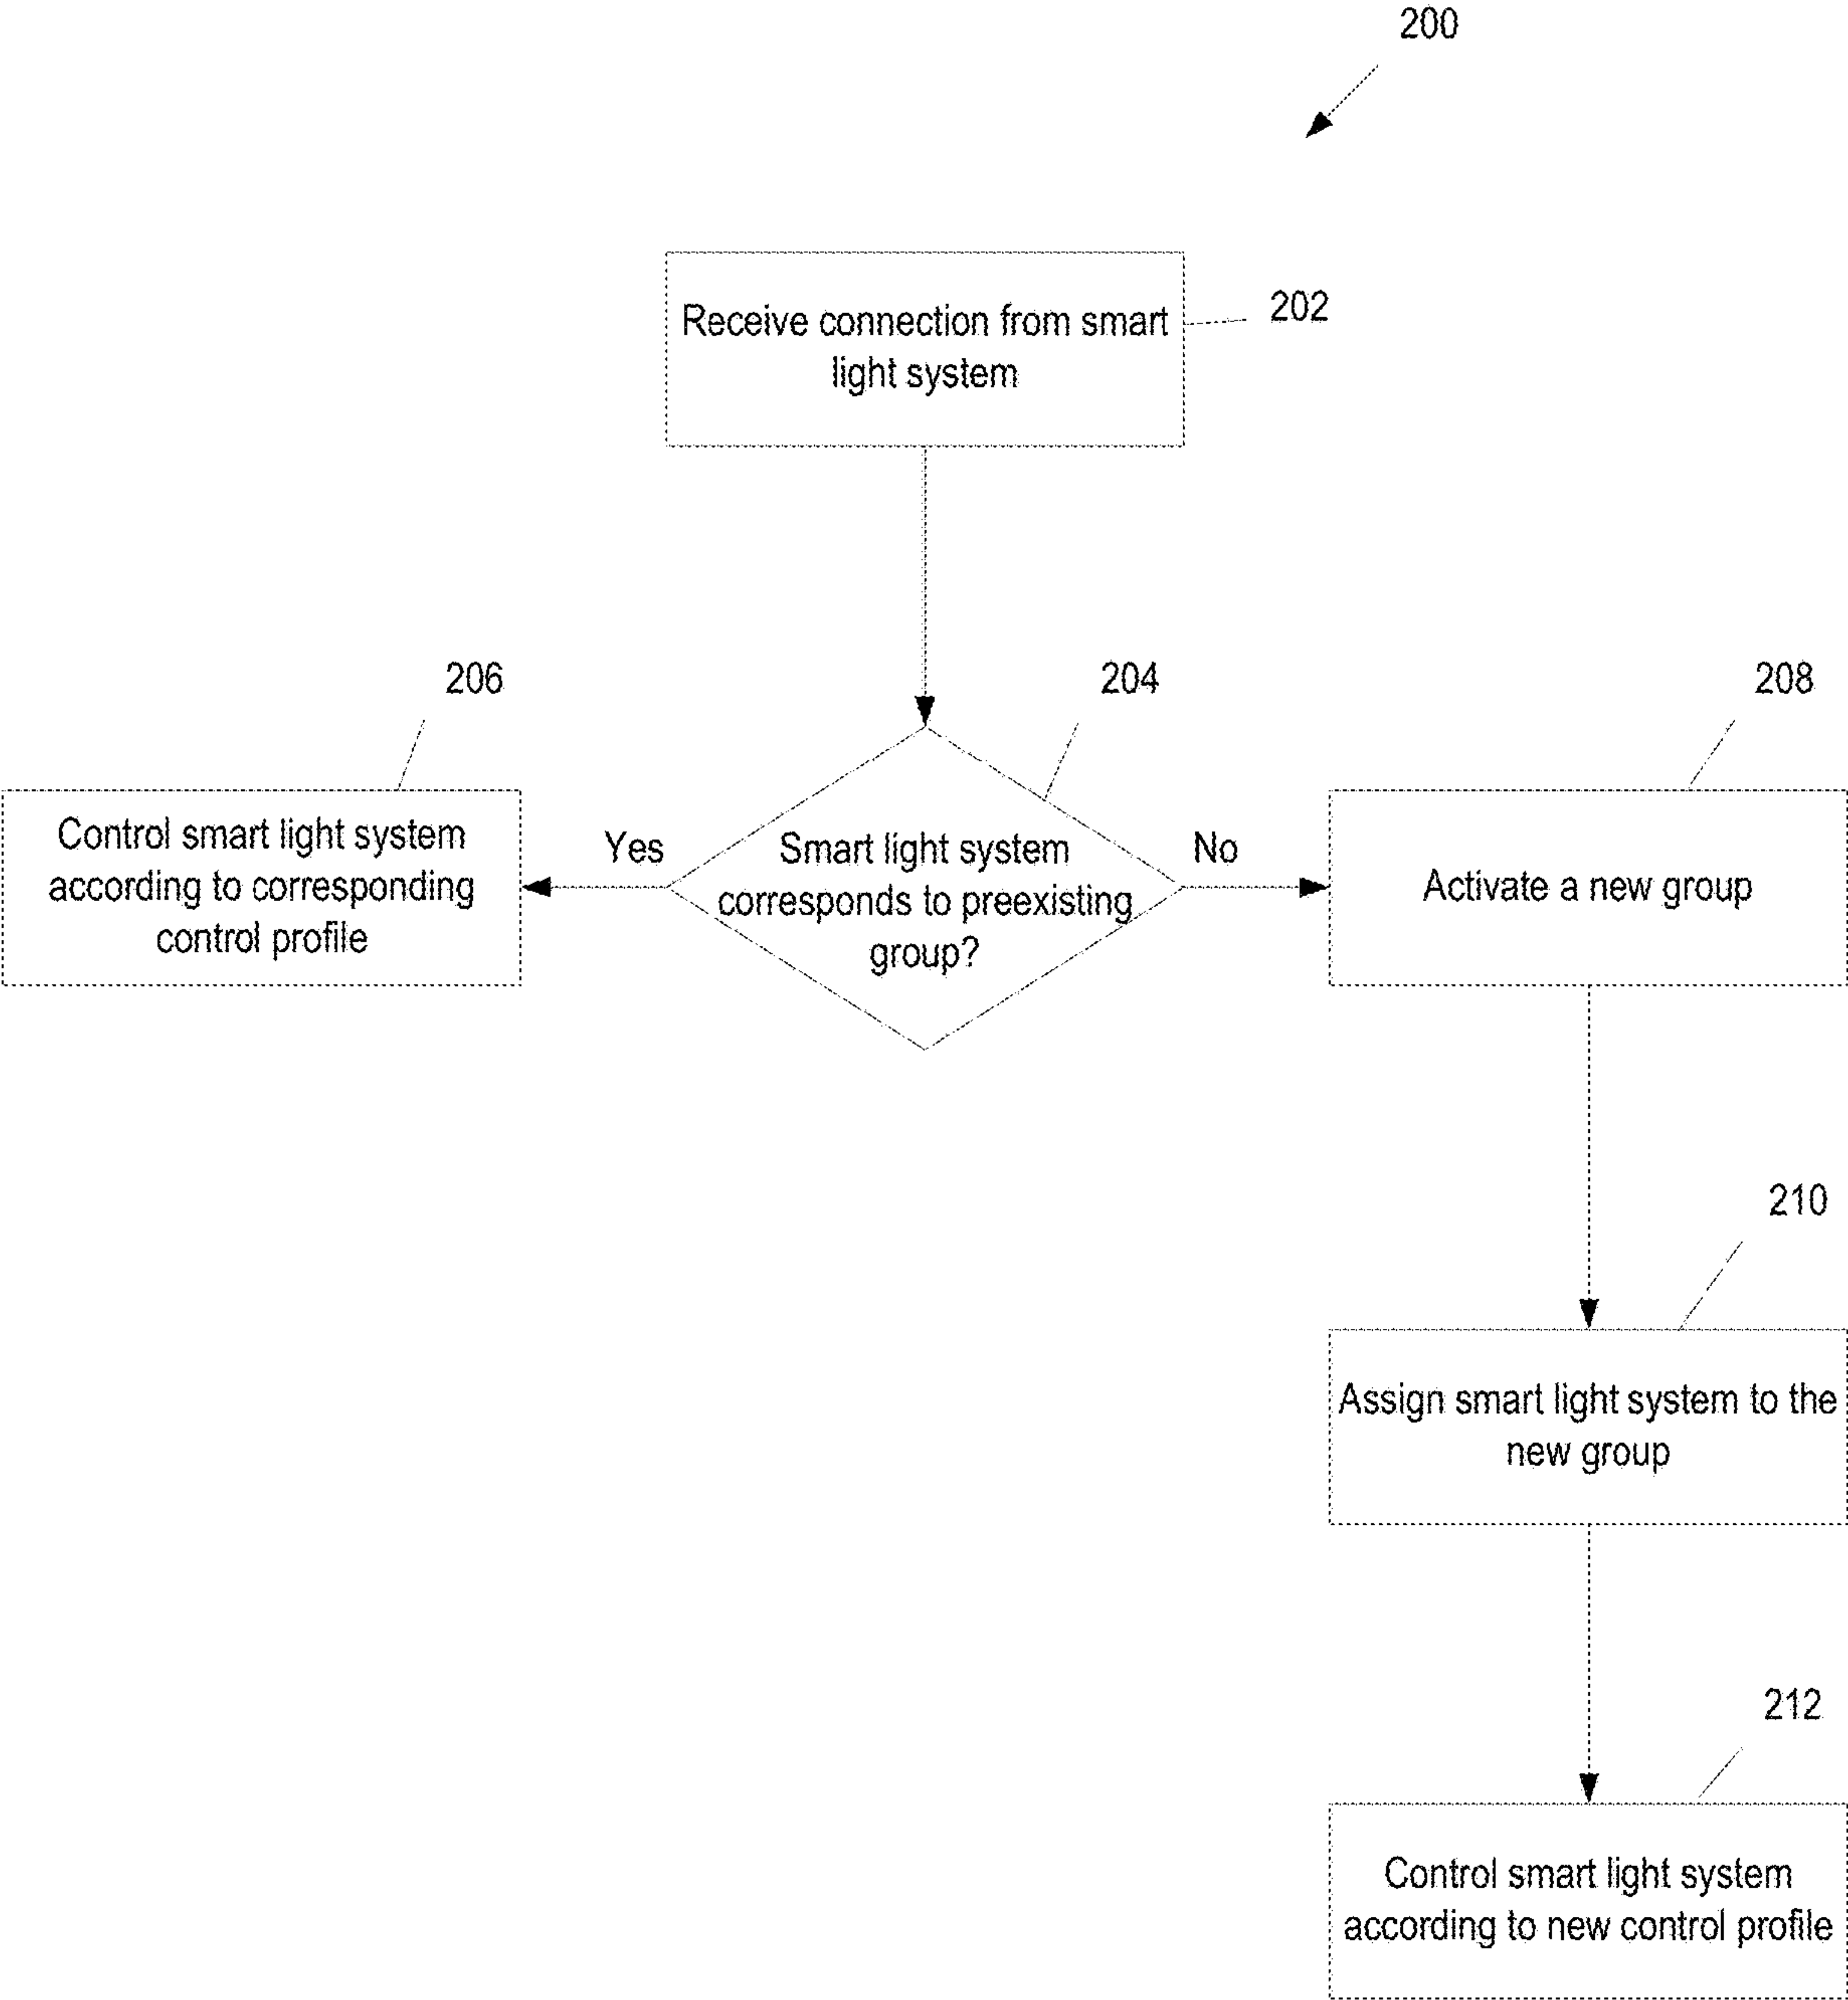 200
Receive connection from smart
light system
202
206
204
208
Control smart light system
according to corresponding
control profile
Yes
Smart light system
corresponds to preexisting
group?
No
Activate a new group
210
Assign smart light system to the
new group
212
Control smart light system
according to new control profile